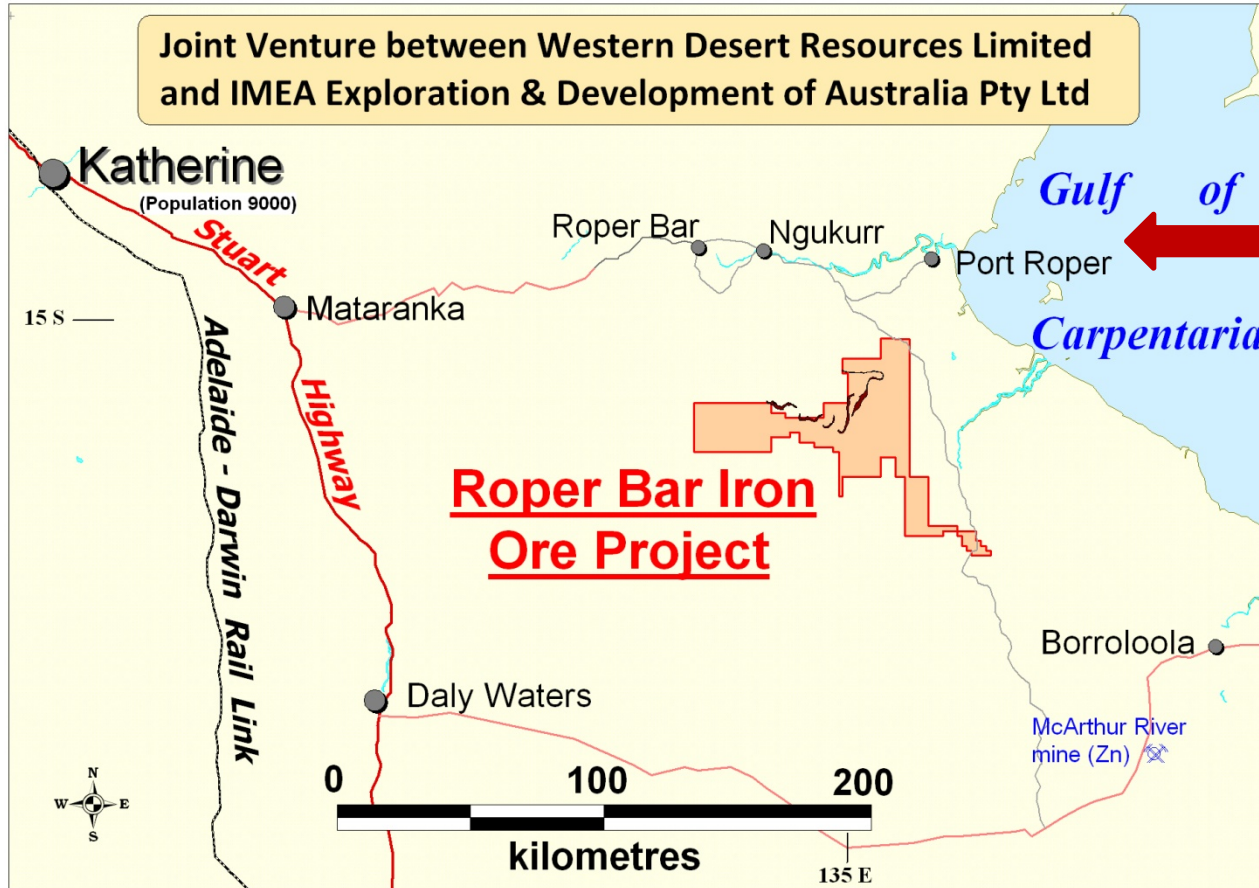 Joint Venture between Western Desert Resources Limited
and IMEA Exploration & Development of Australia Pty Ltd
Katherine
(Population 9000)
Stuart
Highway
Gulf of
Carpentaria
Roper Bar
Ngukurr
Port Roper
15 S
Mataranka
Adelaide - Darwin Rail Link
Roper Bar Iron
Ore Project
Borroloola
Daly Waters
McArthur River
mine (Zn)
N
W E
S
0 100 200
kilometres
135 E